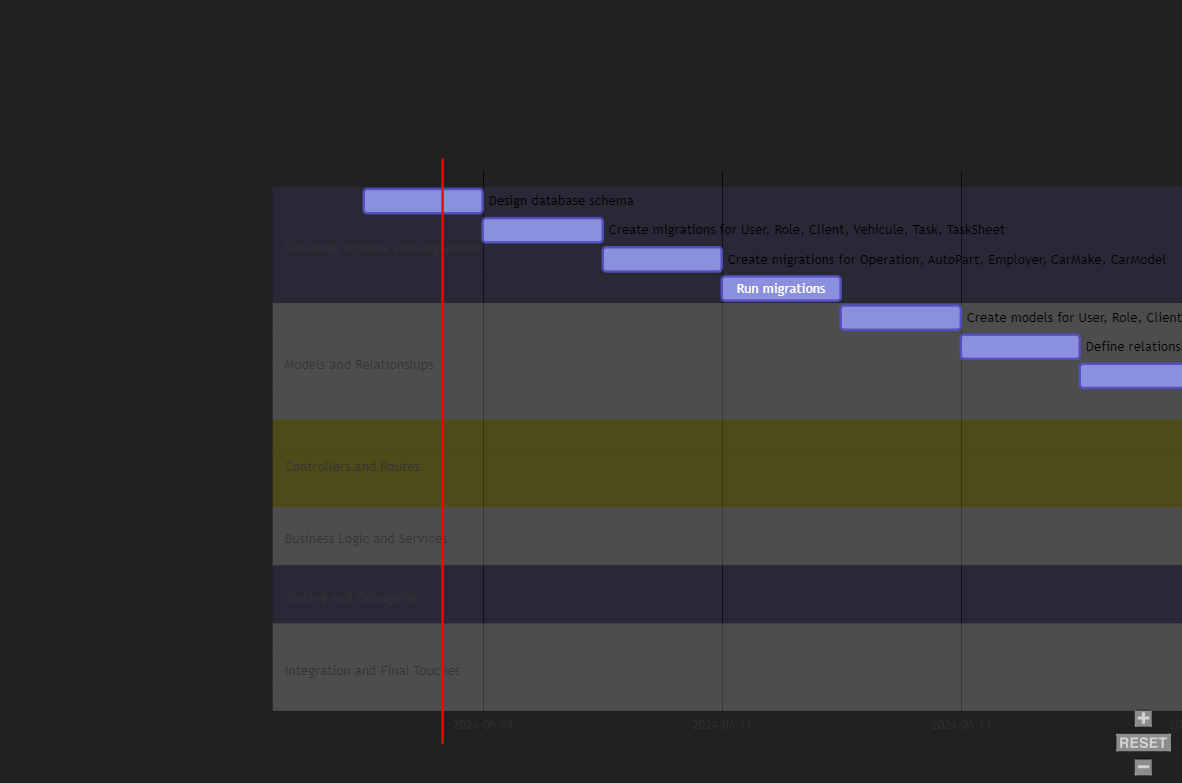 Design database schema
Create migrations for User, Role, Client, Vehicule, Task, TaskSheet
Database Schema and Migrations
Create migrations for Operation, AutoPart, Employer, CarMake, CarModel
Run migrations
Create models for User, Role, Client
Define relations
Models and Relationships
Controllers and Routes
Business Logic and Services
Testing and Debugging
Integration and Final Touches
2024-06-09 2024-06-11 2024-06-13 20
RESET